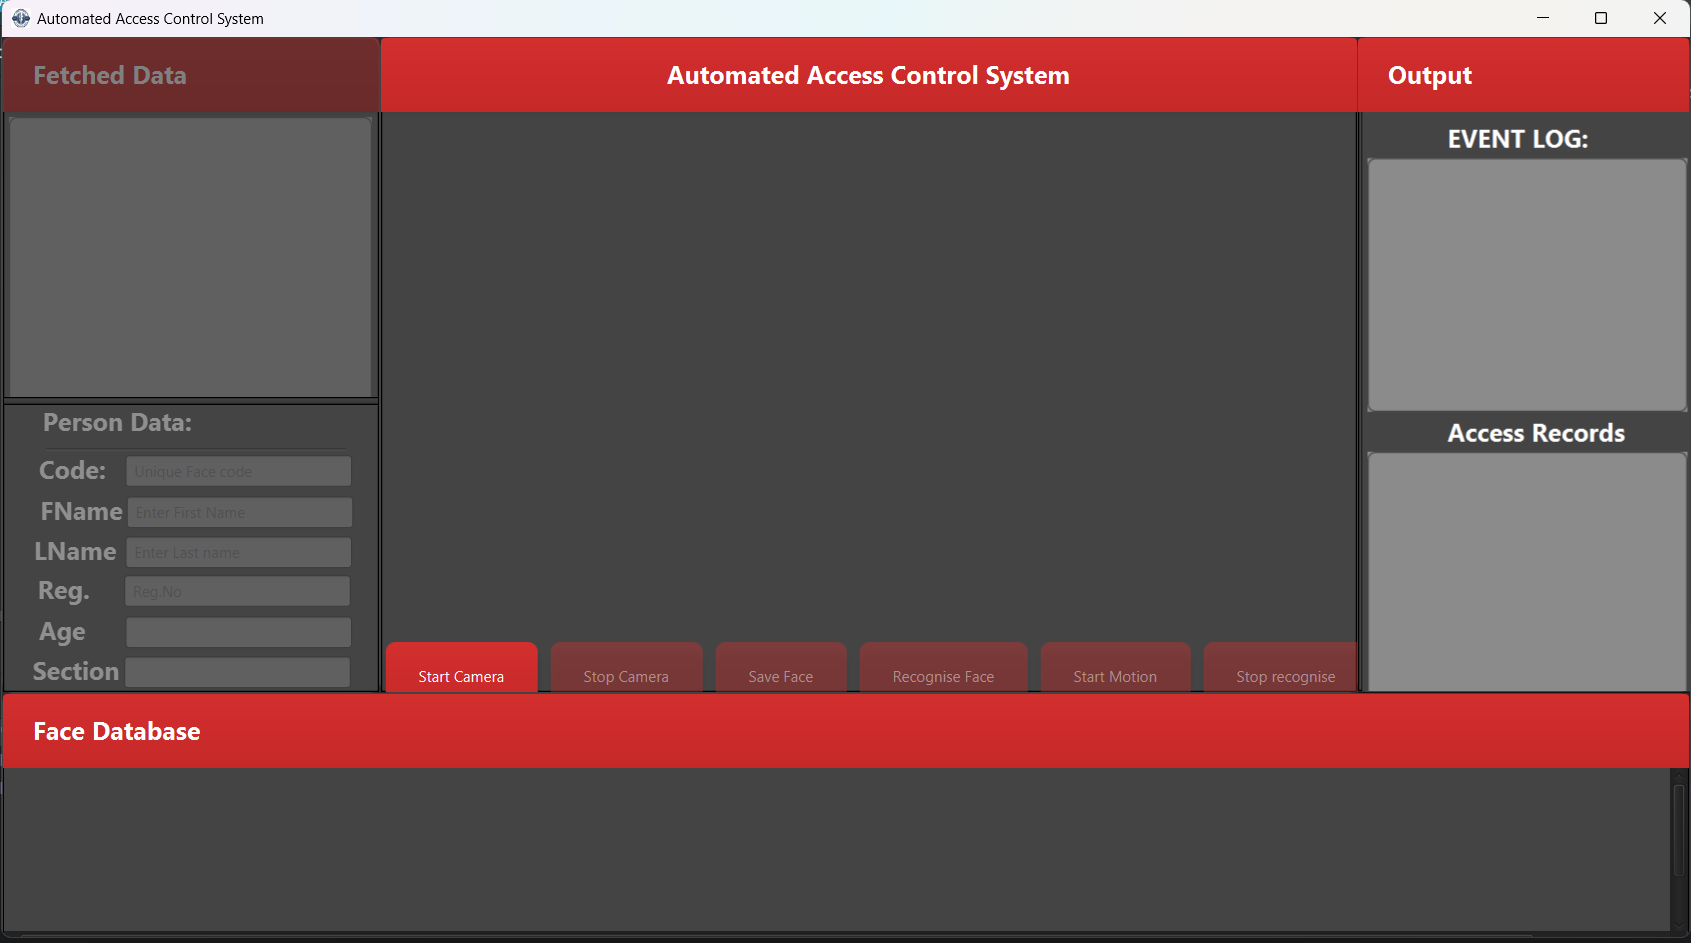 Automated Access Control System
Fetched Data
Automated Access Control System
Output
EVENT LOG:
Access Records
Person Data:
Code: Unique Face code
FName Enter First Name
LName Enter Last name
Reg. Reg.No
Age
Section
Start Camera Stop Camera Save Face Recognise Face Start Motion Stop recognise
Face Database